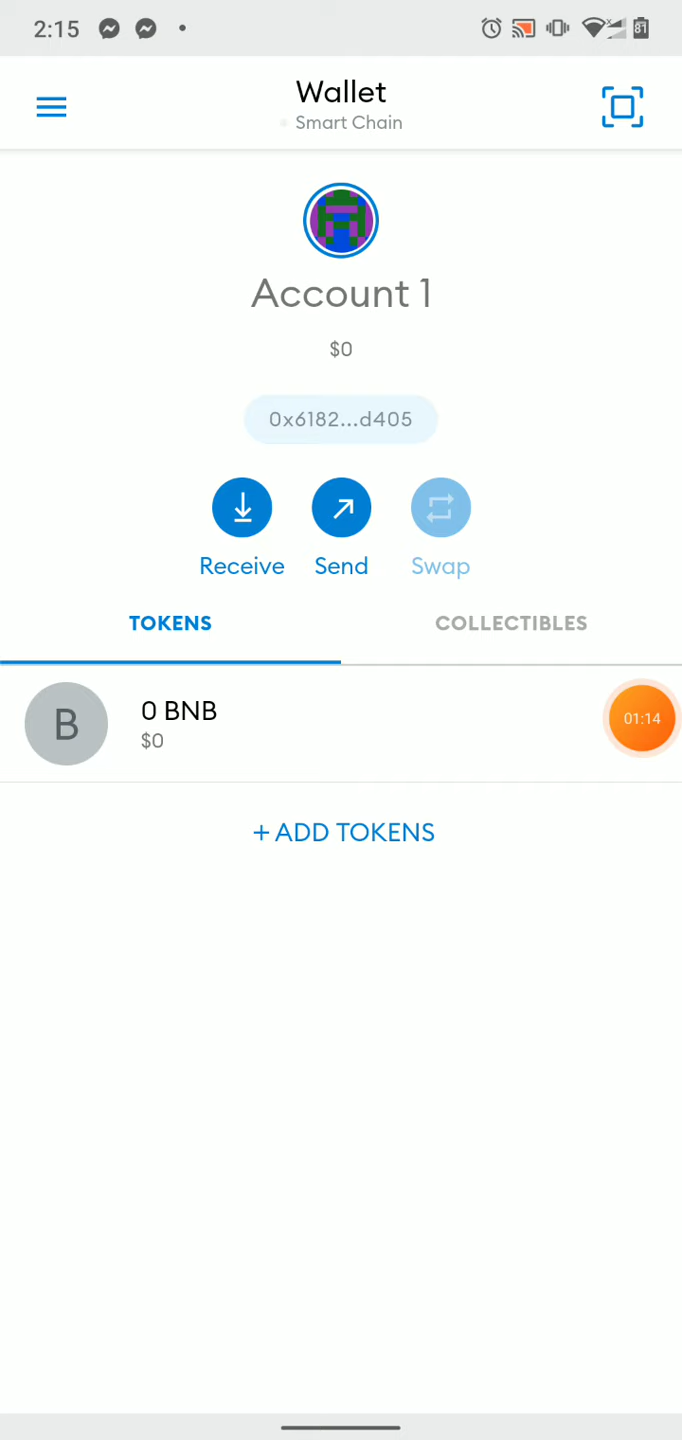 2:15
81
Wallet
Smart Chain
Account 1
$0
0x6182...d405
Receive Send Swap
TOKENS COLLECTIBLES
B 0 BNB
$0
01:14
+ ADD TOKENS